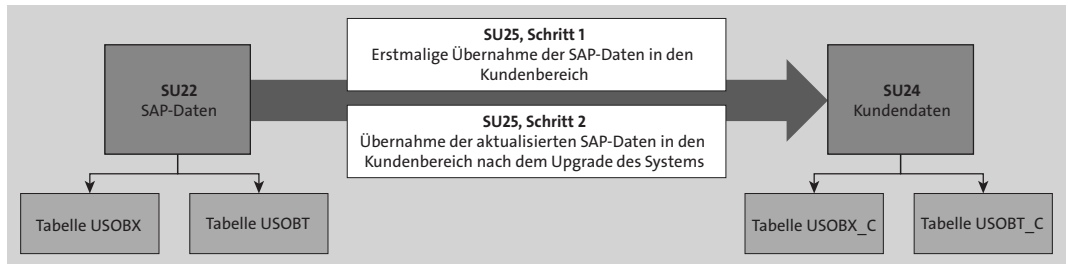 SU25, Schritt 1
Erstmalige Übernahme der SAP-Daten in den
Kundenbereich
SU22
SAP-Daten
SU24
Kundendaten
SU25, Schritt 2
Übernahme der aktualisierten SAP-Daten in den
Kundenbereich nach dem Upgrade des Systems
Tabelle USOBX
Tabelle USOBT
Tabelle USOBX_C
Tabelle USOBT_C